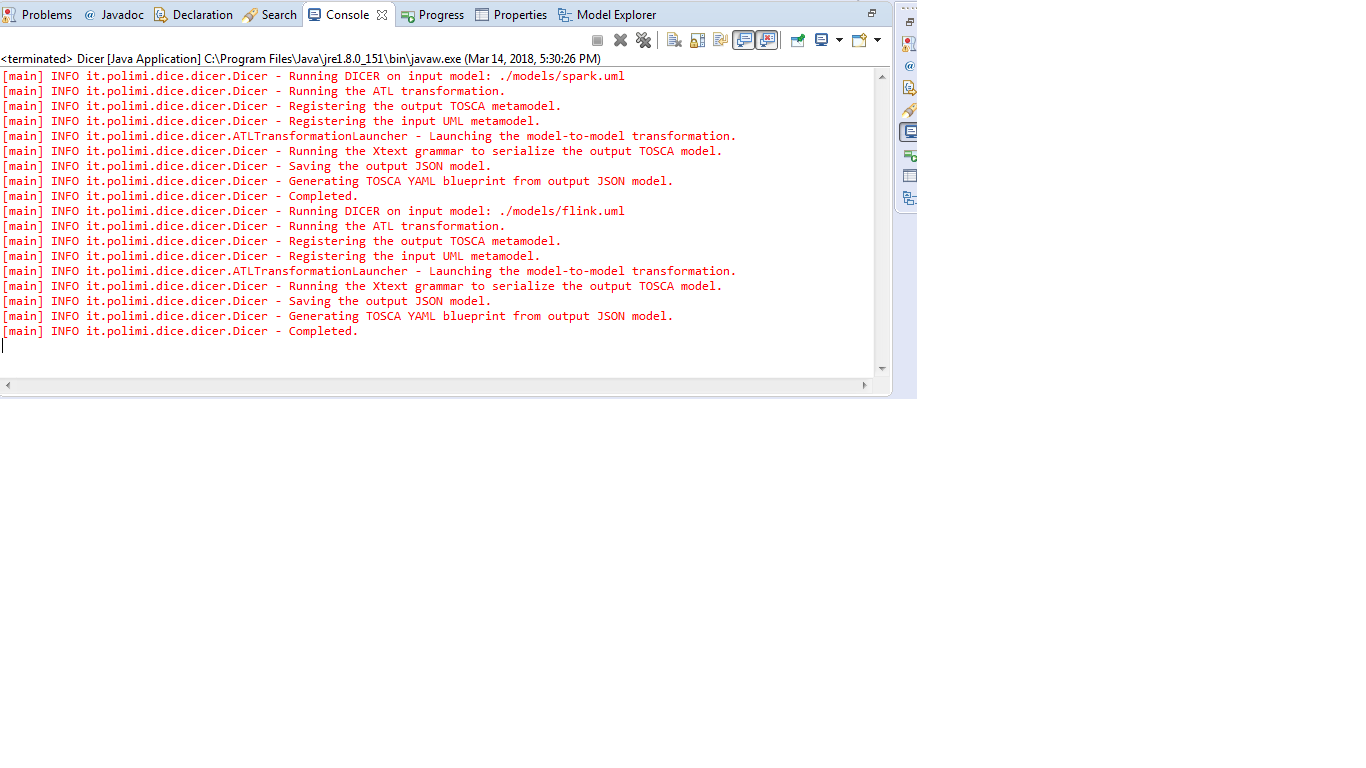 Problems @ Javadoc Declaration Search Console Progress Properties Model Explorer
<terminated> Dicer [Java Application] C:\Program Files\Java\jre1.8.0_151\bin\javaw.exe (Mar 14, 2018, 5:30:26 PM)
[main] INFO it.polimi.dice.dicer.Dicer - Running DICER on input model: ./models/spark.uml
[main] INFO it.polimi.dice.dicer.Dicer - Running the ATL transformation.
[main] INFO it.polimi.dice.dicer.Dicer - Registering the output TOSCA metamodel.
[main] INFO it.polimi.dice.dicer.Dicer - Registering the input UML metamodel.
[main] INFO it.polimi.dice.dicer.ATLTransformationLauncher - Launching the model-to-model transformation.
[main] INFO it.polimi.dice.dicer.Dicer - Running the Xtext grammar to serialize the output TOSCA model.
[main] INFO it.polimi.dice.dicer.Dicer - Saving the output JSON model.
[main] INFO it.polimi.dice.dicer.Dicer - Generating TOSCA YAML blueprint from output JSON model.
[main] INFO it.polimi.dice.dicer.Dicer - Completed.
[main] INFO it.polimi.dice.dicer.Dicer - Running DICER on input model: ./models/flink.uml
[main] INFO it.polimi.dice.dicer.Dicer - Running the ATL transformation.
[main] INFO it.polimi.dice.dicer.Dicer - Registering the output TOSCA metamodel.
[main] INFO it.polimi.dice.dicer.Dicer - Registering the input UML metamodel.
[main] INFO it.polimi.dice.dicer.ATLTransformationLauncher - Launching the model-to-model transformation.
[main] INFO it.polimi.dice.dicer.Dicer - Running the Xtext grammar to serialize the output TOSCA model.
[main] INFO it.polimi.dice.dicer.Dicer - Saving the output JSON model.
[main] INFO it.polimi.dice.dicer.Dicer - Generating TOSCA YAML blueprint from output JSON model.
[main] INFO it.polimi.dice.dicer.Dicer - Completed.